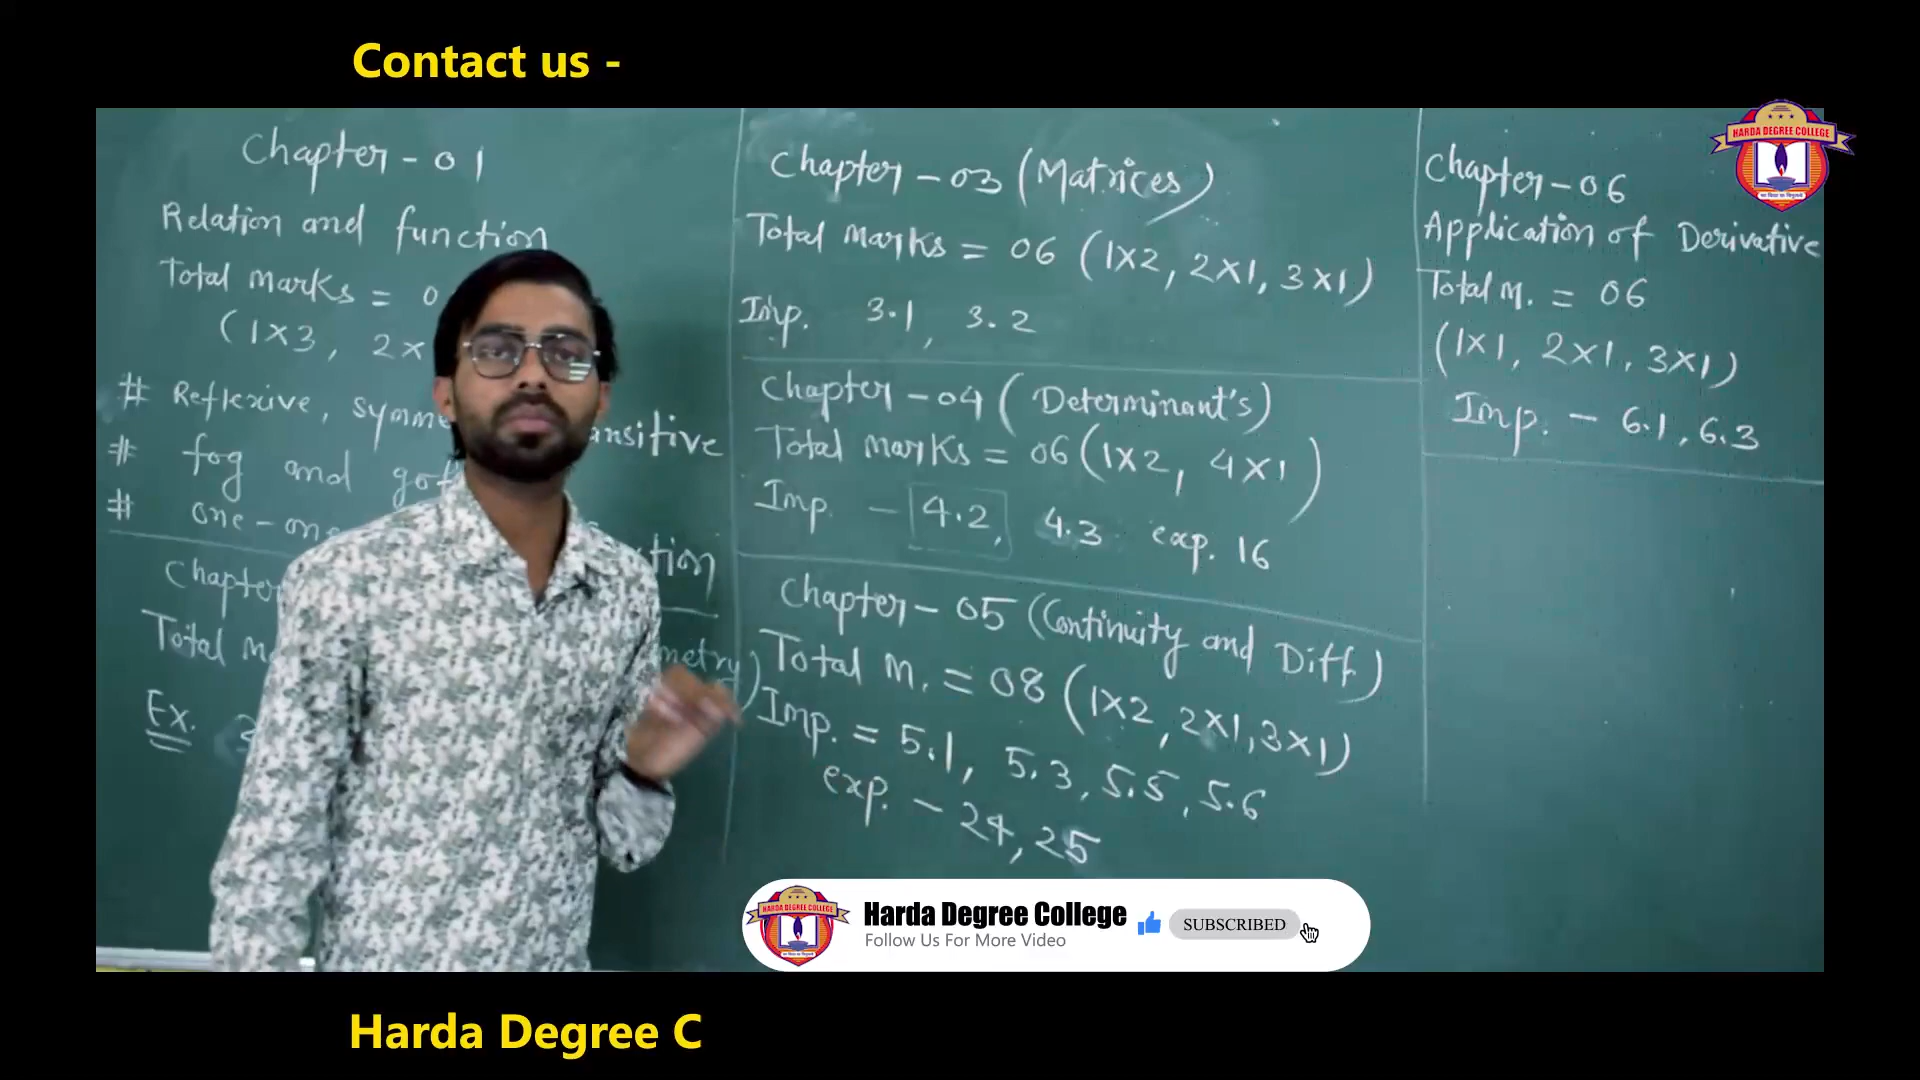 Contact us -
Chapter - 01
Relation and function
Total Marks = 0
(1x3, 2x
# Reflexive, symme ansitive
# fog and gof
# one-one tion
Chapter metry)
Total Ma
Ex. 2
Chapter - 03 (Matrices)
Total Marks = 06 (1x2, 2x1, 3x1)
Imp. 3.1, 3.2
Chapter - 04 (Determinant's)
Total Marks = 06 (1x2, 4x1)
Imp - 4.2, 4.3 exp. 16
Chapter - 05 (Continuity and Diff)
Total M. = 08 (1x2, 2x1, 3x1)
Imp. = 5.1, 5.3, 5.5, 5.6
exp. - 24, 25
Chapter - 06
Application of Derivative
Total M. = 06
(1x1, 2x1, 3x1)
Imp. - 6.1, 6.3
HARDA DEGREE COLLEGE
HARDA DEGREE COLLEGE
Harda Degree College
Follow Us For More Video
SUBSCRIBED
Harda Degree C